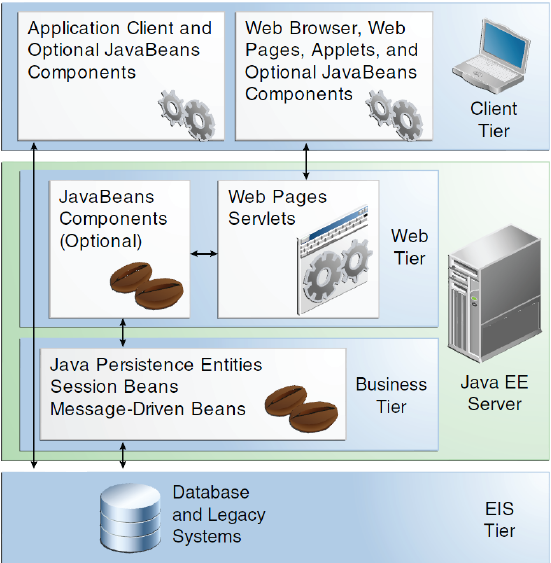 Application Client and
Optional JavaBeans
Components
Web Browser, Web
Pages, Applets, and
Optional JavaBeans
Components
Client
Tier
JavaBeans
Components
(Optional)
Web Pages
Servlets
Web
Tier
Java Persistence Entities
Session Beans
Message-Driven Beans
Business
Tier
Java EE
Server
Database
and Legacy
Systems
EIS
Tier